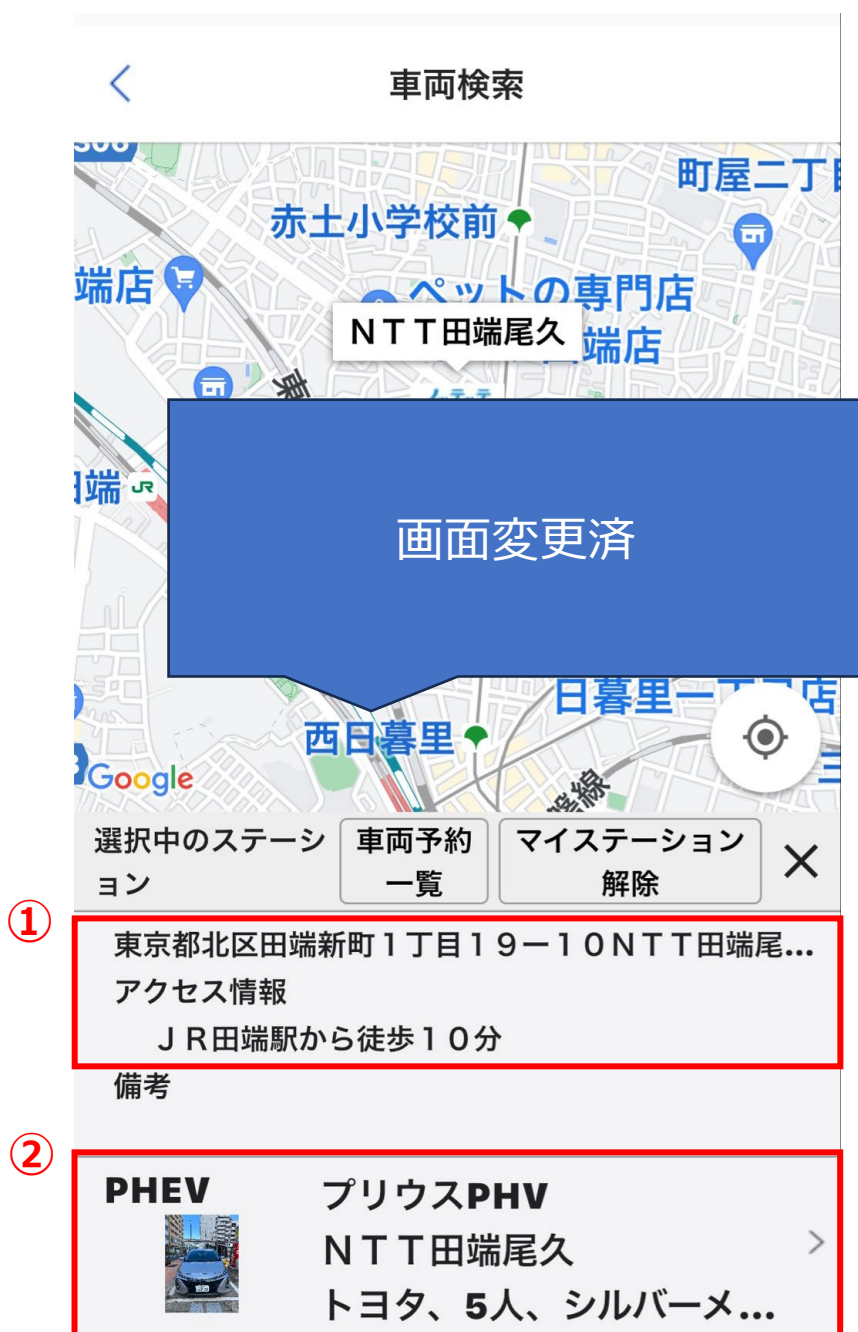 車両検索
町屋二丁
赤土小学校前
端店
ペットの専門店
NTT田端尾久
端店
東
端
JR
画面変更済
日暮里一
店
西日暮里
Google
常磐線
選択中のステーション
車両予約
一覧
マイステーション
解除
①
東京都北区田端新町1丁目19ー10NTT田端尾...
アクセス情報
JR田端駅から徒歩10分
備考
②
PHEV
プリウスPHV
NTT田端尾久
トヨタ、5人、シルバーメ...